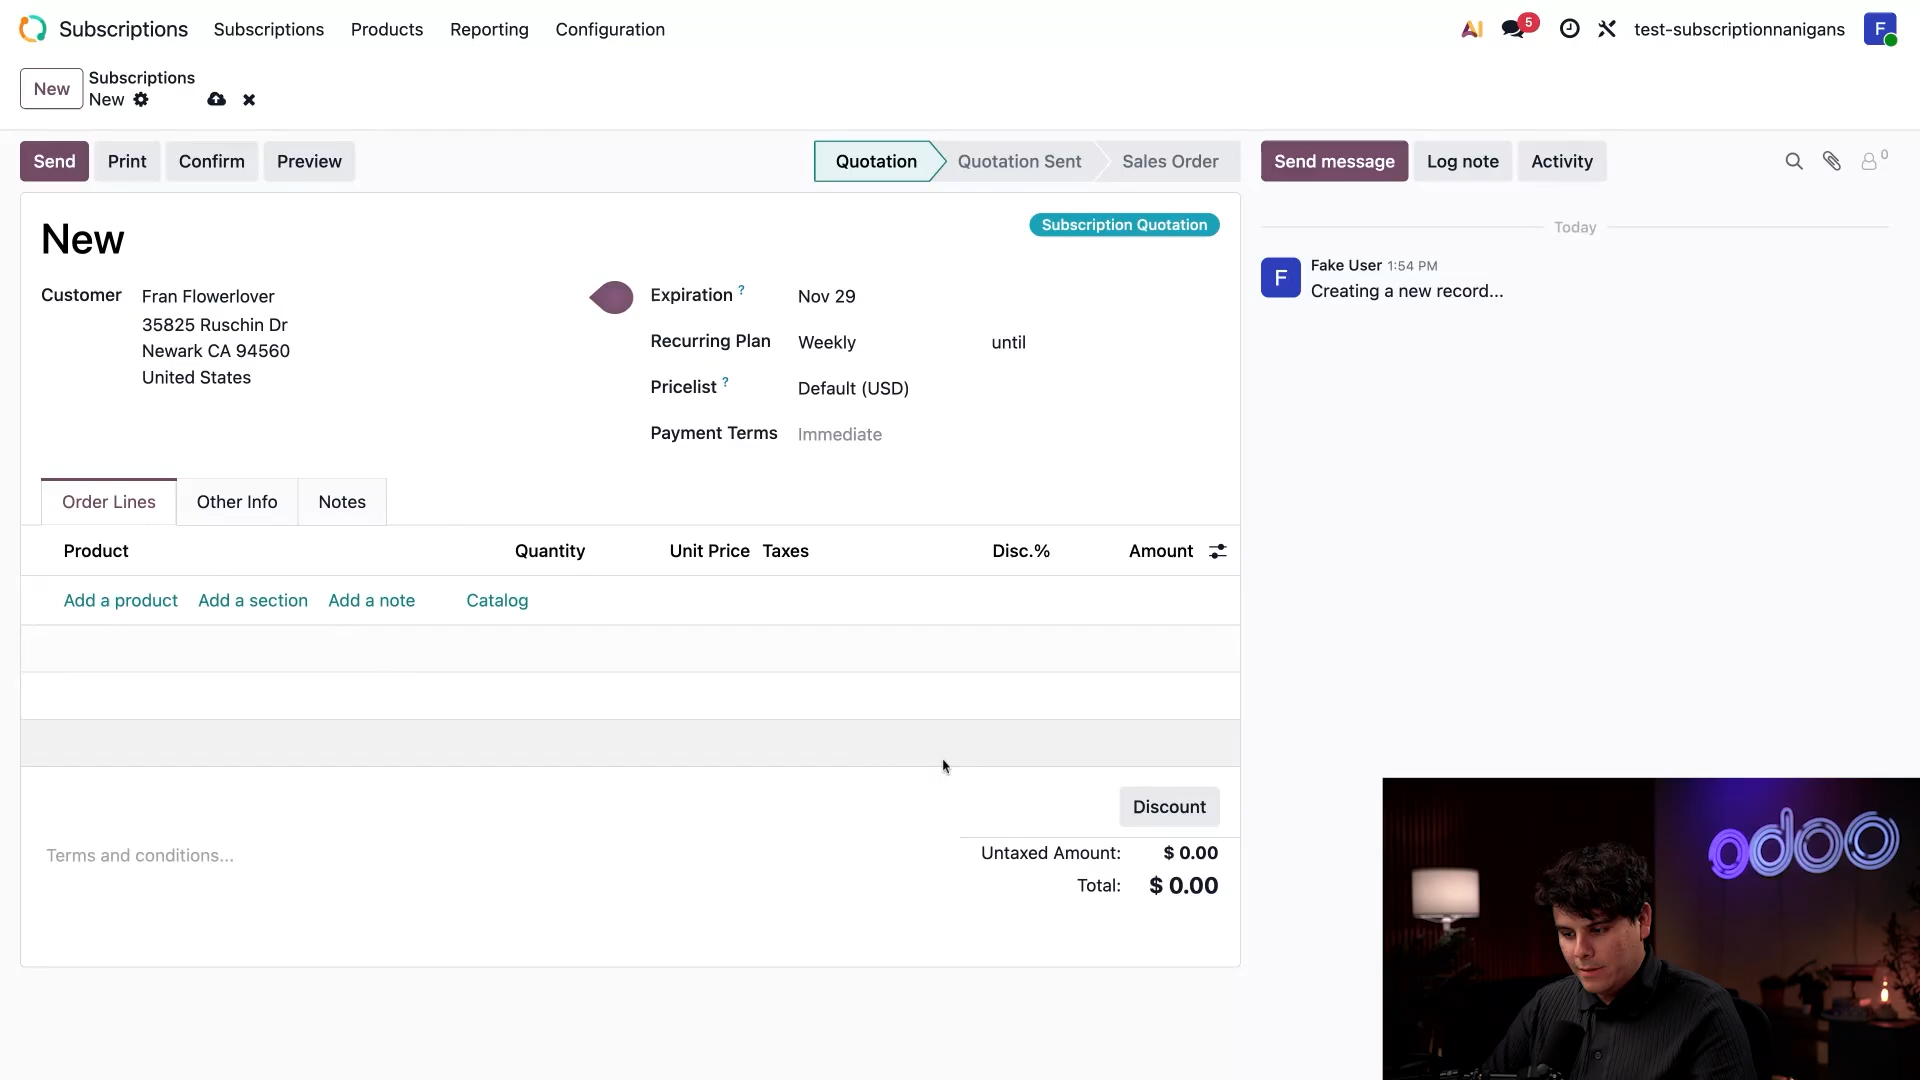 Subscriptions Subscriptions Products Reporting Configuration
AI 5 test-subscriptionnanigans F
New Subscriptions
New
Send Print Confirm Preview
Quotation Quotation Sent Sales Order
Send message Log note Activity 0
New
Subscription Quotation
Customer Fran Flowerlover
35825 Ruschin Dr
Newark CA 94560
United States
Expiration ? Nov 29
Recurring Plan Weekly until
Pricelist ? Default (USD)
Payment Terms Immediate
Order Lines Other Info Notes
Product Quantity Unit Price Taxes Disc.% Amount
Add a product Add a section Add a note Catalog
Discount
Terms and conditions...
Untaxed Amount: $ 0.00
Total: $ 0.00
Today
F Fake User 1:54 PM
Creating a new record...
odoo